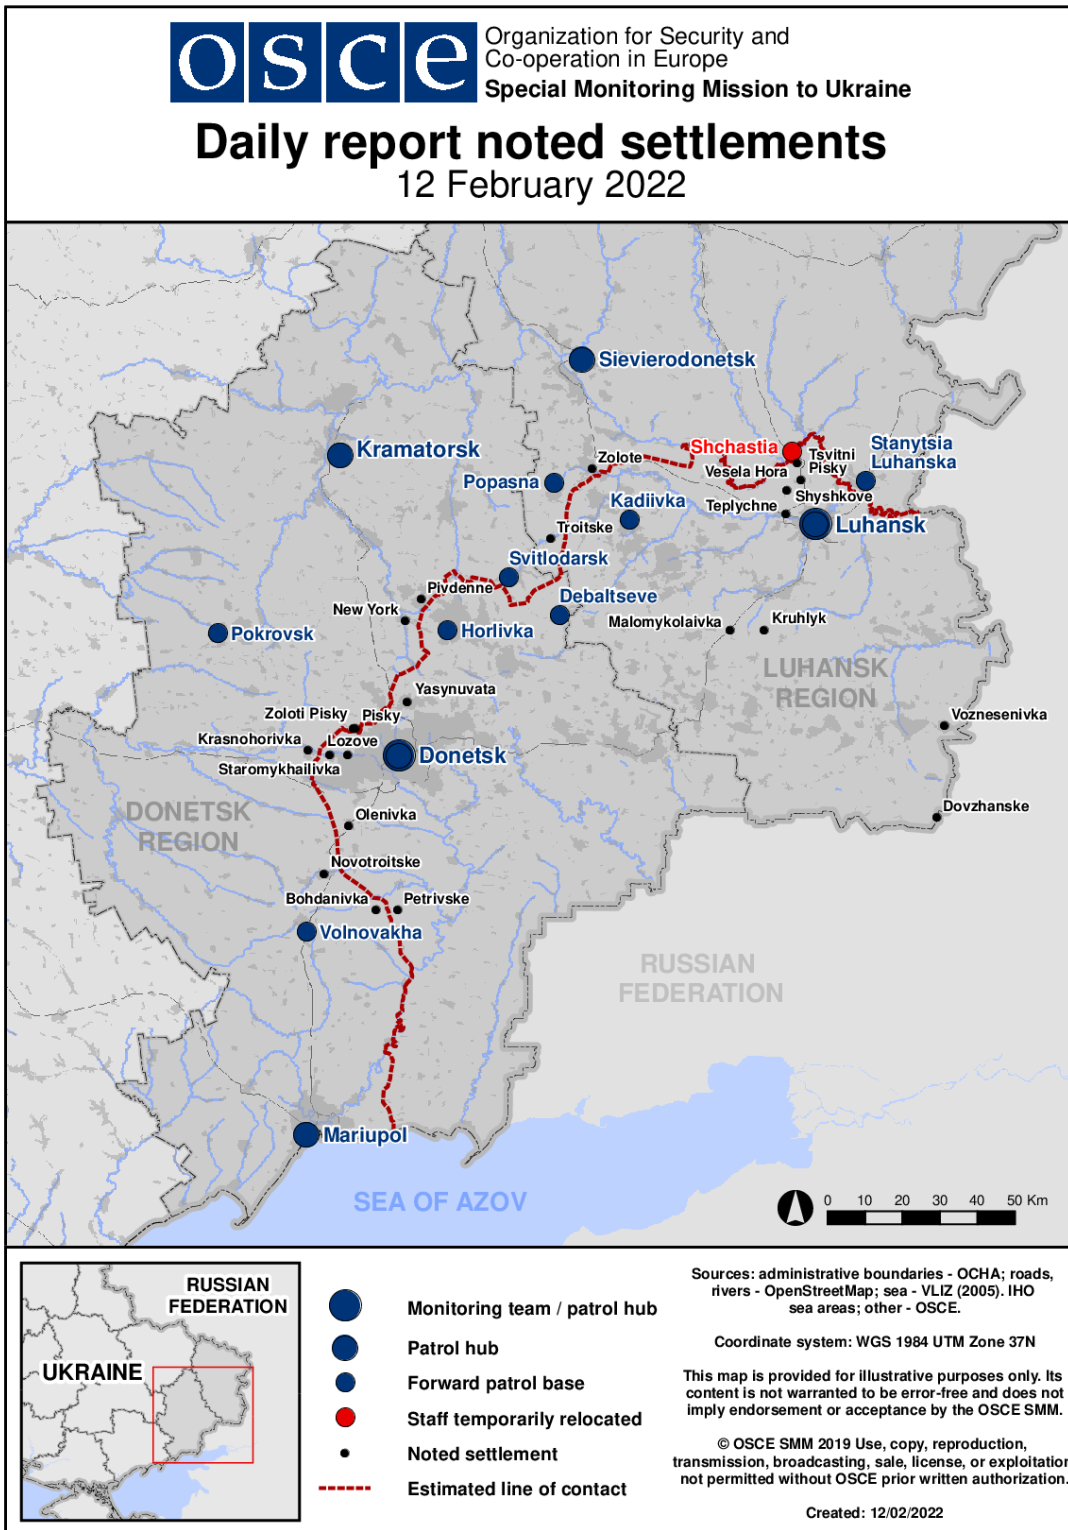 osce
Organization for Security and
Co-operation in Europe
Special Monitoring Mission to Ukraine
Daily report noted settlements
12 February 2022
Sievierodonetsk
Kramatorsk
Shchastia
Stanytsia
Luhanska
Tsvitni
Pisky
Zolote
Vesela Hora
Popasna
Kadiivka
Shyshkove
Teplychne
Luhansk
Troitske
Svitlodarsk
Pivdenne
Debaltseve
New York
Malomykolaivka
Kruhlyk
Pokrovsk
Horlivka
LUHANSK
REGION
Yasynuvata
Zoloti Pisky
Pisky
Voznesenivka
Krasnohorivka
Lozove
Donetsk
Staromykhailivka
DONETSK
REGION
Olenivka
Dovzhanske
Novotroitske
Bohdanivka
Petrivske
Volnovakha
RUSSIAN
FEDERATION
Mariupol
SEA OF AZOV
0 10 20 30 40 50 Km
RUSSIAN
FEDERATION
UKRAINE
Monitoring team / patrol hub
Patrol hub
Forward patrol base
Staff temporarily relocated
Noted settlement
Estimated line of contact
Sources: administrative boundaries - OCHA; roads,
rivers - OpenStreetMap; sea - VLIZ (2005). IHO
sea areas; other - OSCE.
Coordinate system: WGS 1984 UTM Zone 37N
This map is provided for illustrative purposes only. Its
content is not warranted to be error-free and does not
imply endorsement or acceptance by the OSCE SMM.
© OSCE SMM 2019 Use, copy, reproduction,
transmission, broadcasting, sale, license, or exploitation
not permitted without OSCE prior written authorization.
Created: 12/02/2022